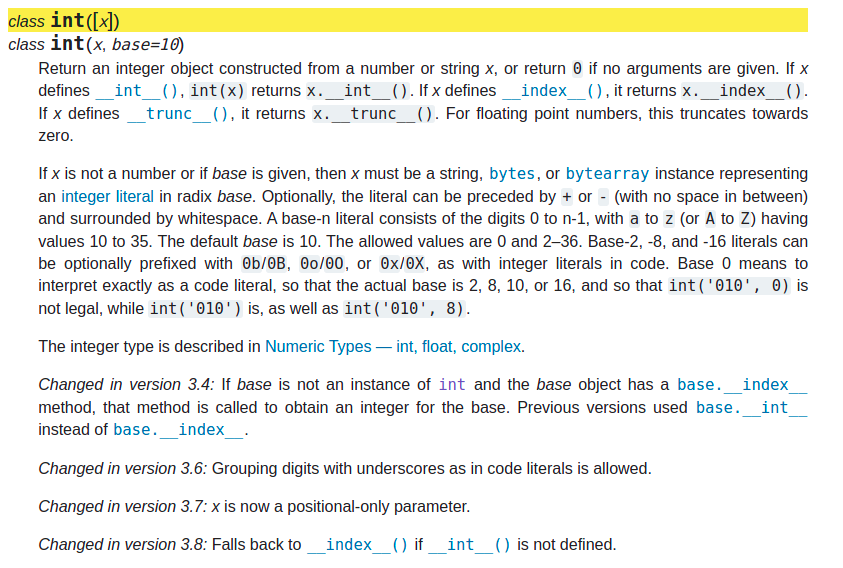 class int([x])
class int(x, base=10)
Return an integer object constructed from a number or string x, or return 0 if no arguments are given. If x
defines __int__(), int(x) returns x.__int__(). If x defines __index__(), it returns x.__index__().
If x defines __trunc__(), it returns x.__trunc__(). For floating point numbers, this truncates towards
zero.
If x is not a number or if base is given, then x must be a string, bytes, or bytearray instance representing
an integer literal in radix base. Optionally, the literal can be preceded by + or - (with no space in between)
and surrounded by whitespace. A base-n literal consists of the digits 0 to n-1, with a to z (or A to Z) having
values 10 to 35. The default base is 10. The allowed values are 0 and 2–36. Base-2, -8, and -16 literals can
be optionally prefixed with 0b/0B, 0o/0O, or 0x/0X, as with integer literals in code. Base 0 means to
interpret exactly as a code literal, so that the actual base is 2, 8, 10, or 16, and so that int('010', 0) is
not legal, while int('010') is, as well as int('010', 8).
The integer type is described in Numeric Types — int, float, complex.
Changed in version 3.4: If base is not an instance of int and the base object has a base.__index__
method, that method is called to obtain an integer for the base. Previous versions used base.__int__
instead of base.__index__.
Changed in version 3.6: Grouping digits with underscores as in code literals is allowed.
Changed in version 3.7: x is now a positional-only parameter.
Changed in version 3.8: Falls back to __index__() if __int__() is not defined.